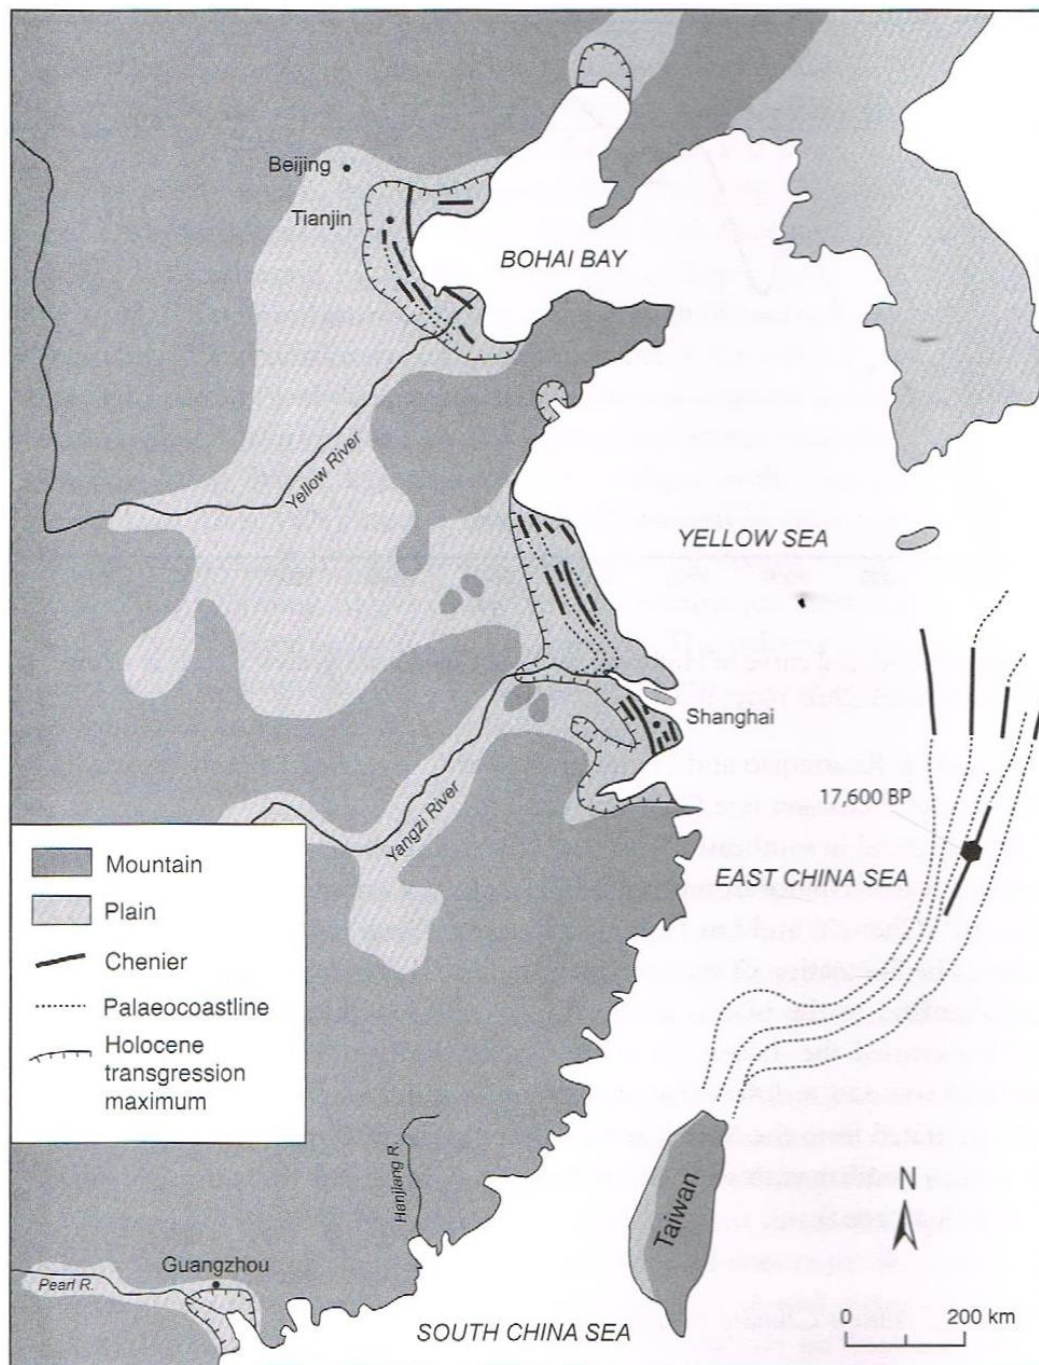 Beijing
Tianjin
BOHAI BAY
Yellow River
YELLOW SEA
Shanghai
17,600 BP
Yangzi River
EAST CHINA SEA
Mountain
Plain
Chenier
Palaeocoastline
Holocene
transgression
maximum
Hanjiang R.
Taiwan
N
Guangzhou
Pearl R.
0 200 km
SOUTH CHINA SEA